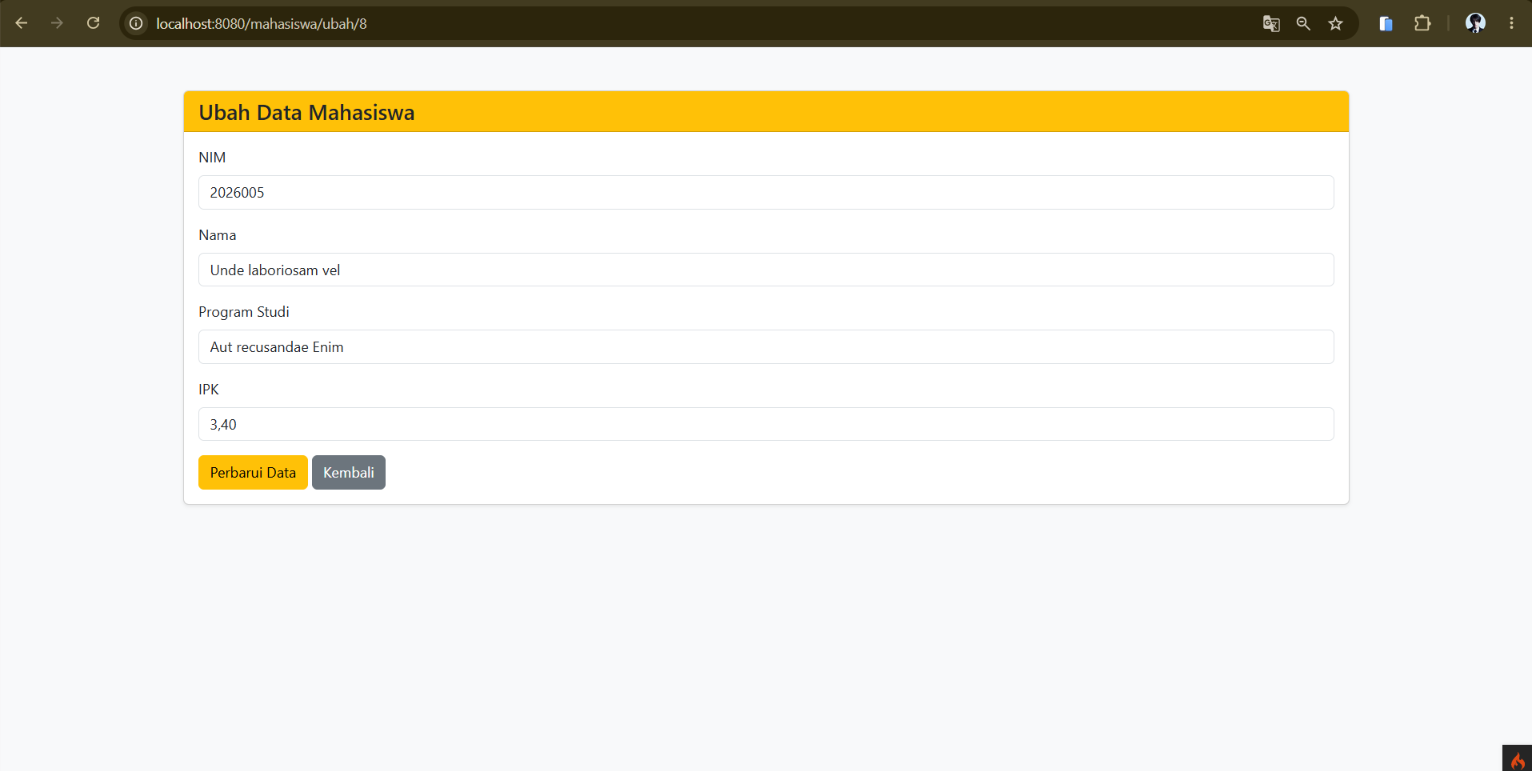 localhost:8080/mahasiswa/ubah/8
Ubah Data Mahasiswa
NIM
2026005
Nama
Unde laboriosam vel
Program Studi
Aut recusandae Enim
IPK
3,40
Perbarui Data Kembali